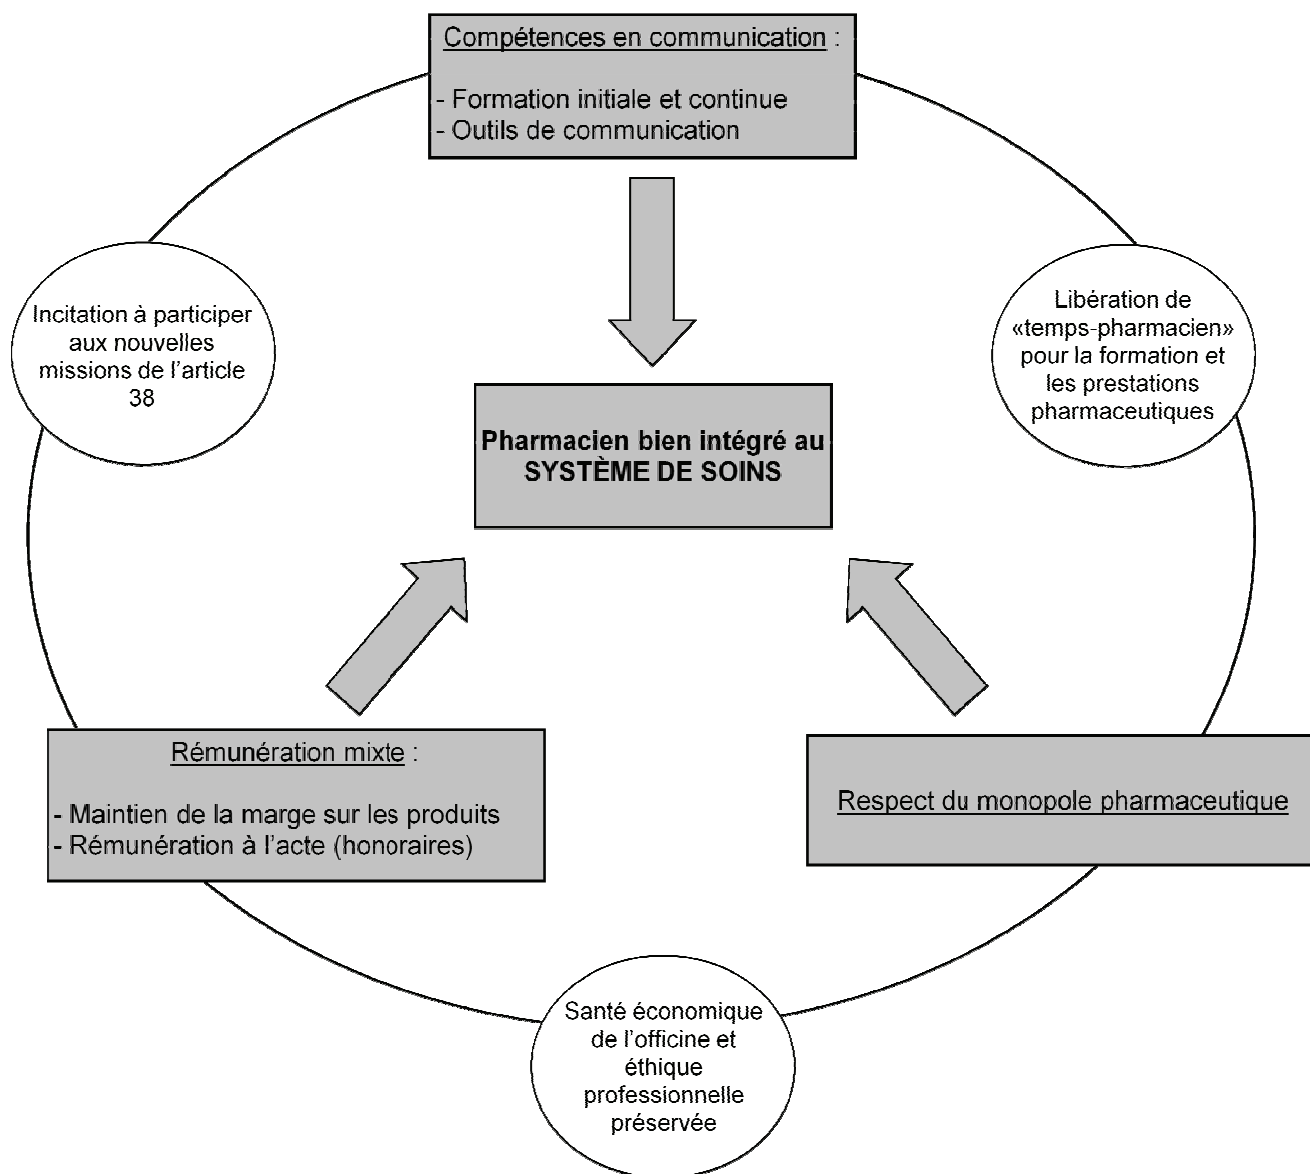 Compétences en communication :
- Formation initiale et continue
- Outils de communication
Incitation à participer
aux nouvelles
missions de l'article
38
Libération de
«temps-pharmacien»
pour la formation et
les prestations
pharmaceutiques
Pharmacien bien intégré au
SYSTÈME DE SOINS
Rémunération mixte :
- Maintien de la marge sur les produits
- Rémunération à l'acte (honoraires)
Respect du monopole pharmaceutique
Santé économique
de l'officine et
éthique
professionnelle
préservée